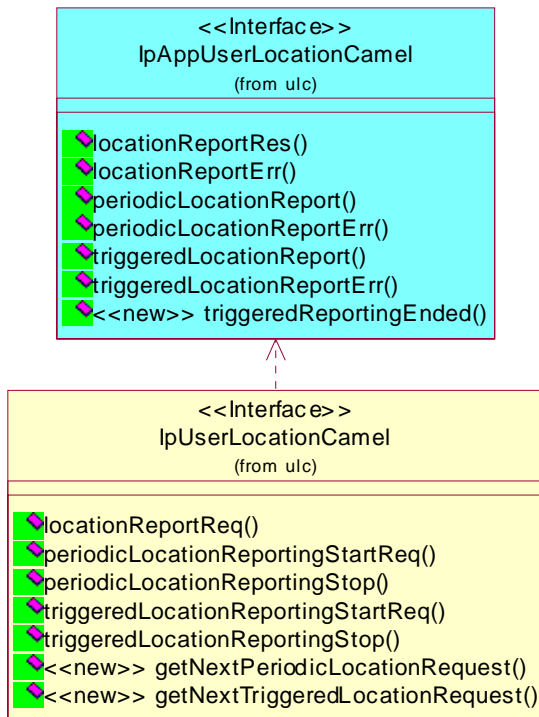 <<Interface>>
IpAppUserLocationCamel
(from ulc)
locationReportRes()
locationReportErr()
periodicLocationReport()
periodicLocationReportErr()
triggeredLocationReport()
triggeredLocationReportErr()
<<new>> triggeredReportingEnded()
<<Interface>>
IpUserLocationCamel
(from ulc)
locationReportReq()
periodicLocationReportingStartReq()
periodicLocationReportingStop()
triggeredLocationReportingStartReq()
triggeredLocationReportingStop()
<<new>> getNextPeriodicLocationRequest()
<<new>> getNextTriggeredLocationRequest()